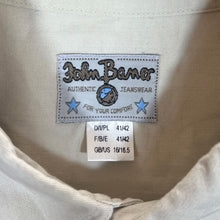 John Baner
AUTHENTIC JEANSWEAR
FOR YOUR COMFORT
D/I/PL 41/42
F/B/E 41/42
GB/US 16/16.5